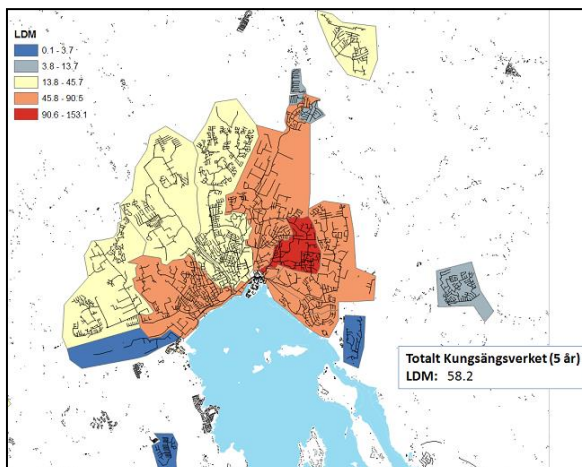 LDM
0.1 - 3.7
3.8 - 13.7
13.8 - 45.7
45.8 - 90.5
90.6 - 153.1
Totalt Kungsängsverket (5 år)
LDM: 58.2